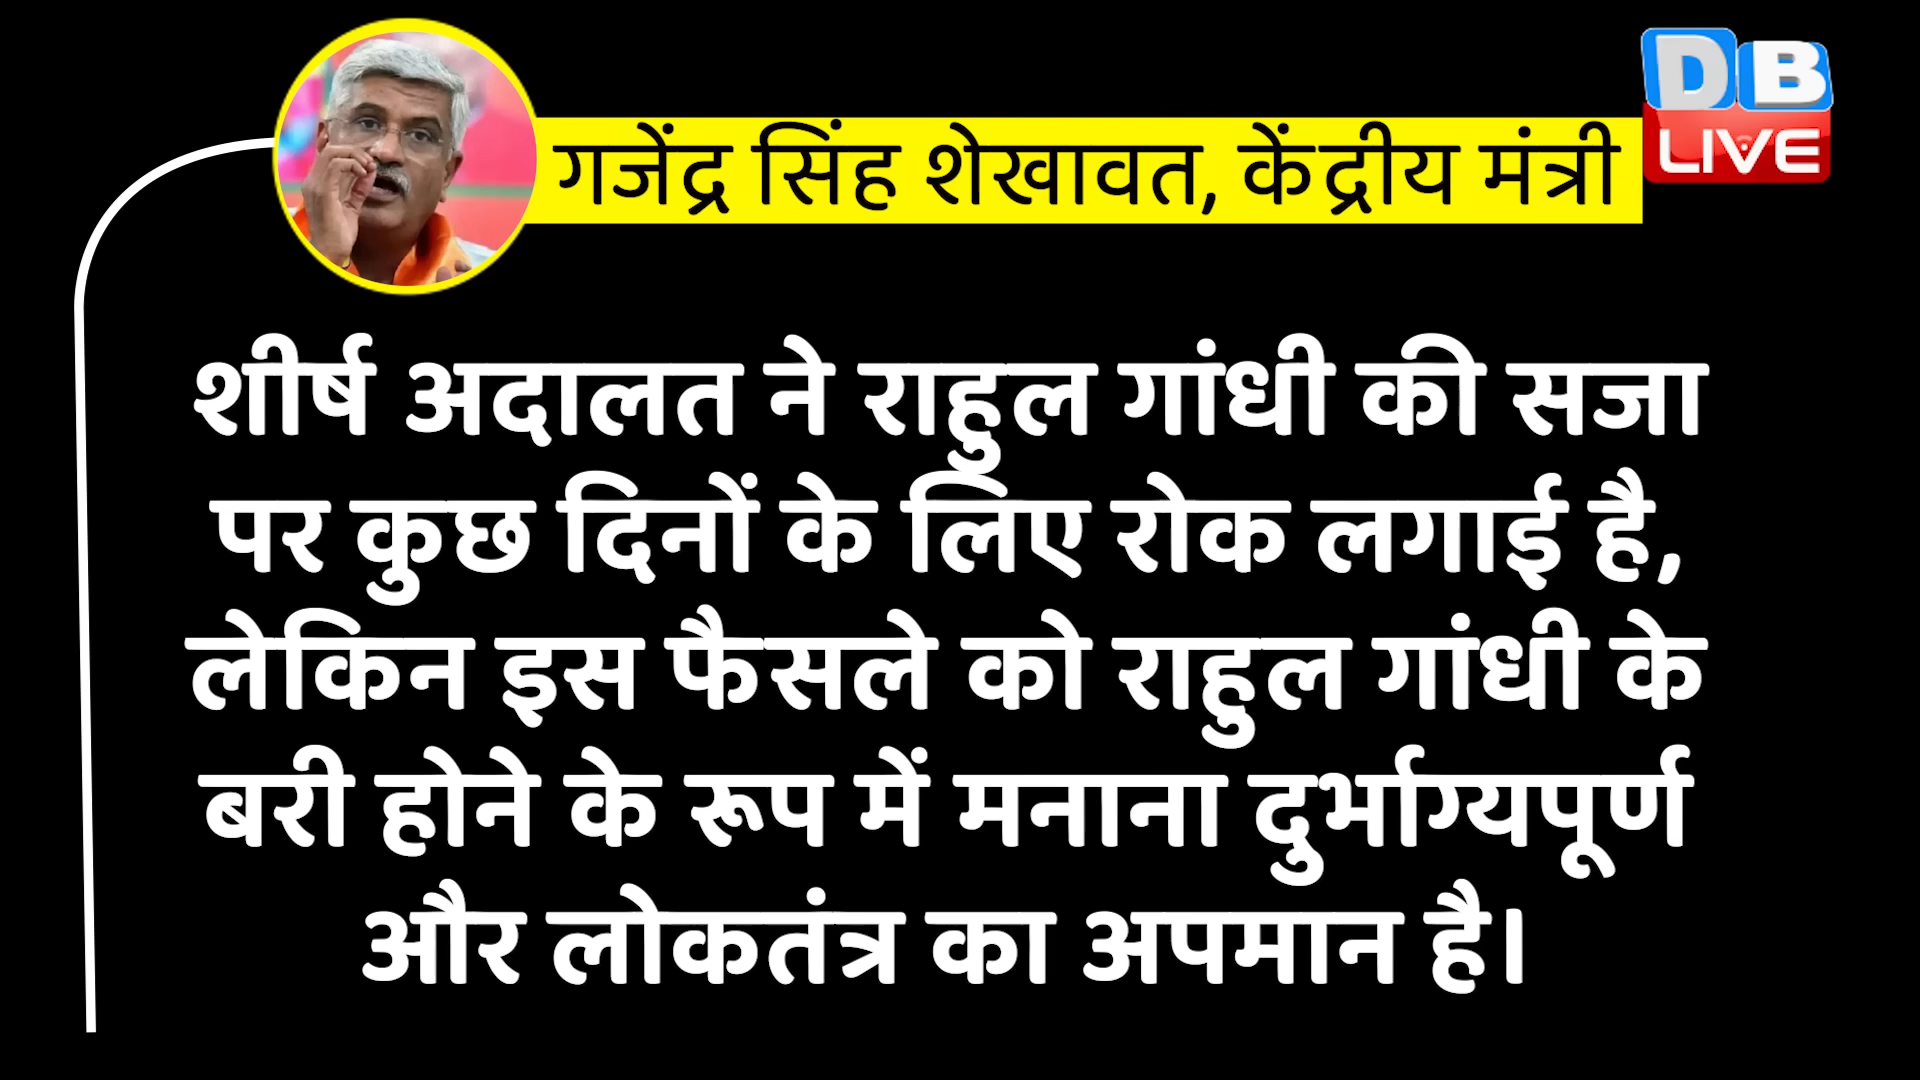 गजेंद्र सिंह शेखावत, केंद्रीय मंत्री
DB
LIVE
शीर्ष अदालत ने राहुल गांधी की सजा
पर कुछ दिनों के लिए रोक लगाई है,
लेकिन इस फैसले को राहुल गांधी के
बरी होने के रूप में मनाना दुर्भाग्यपूर्ण
और लोकतंत्र का अपमान है।